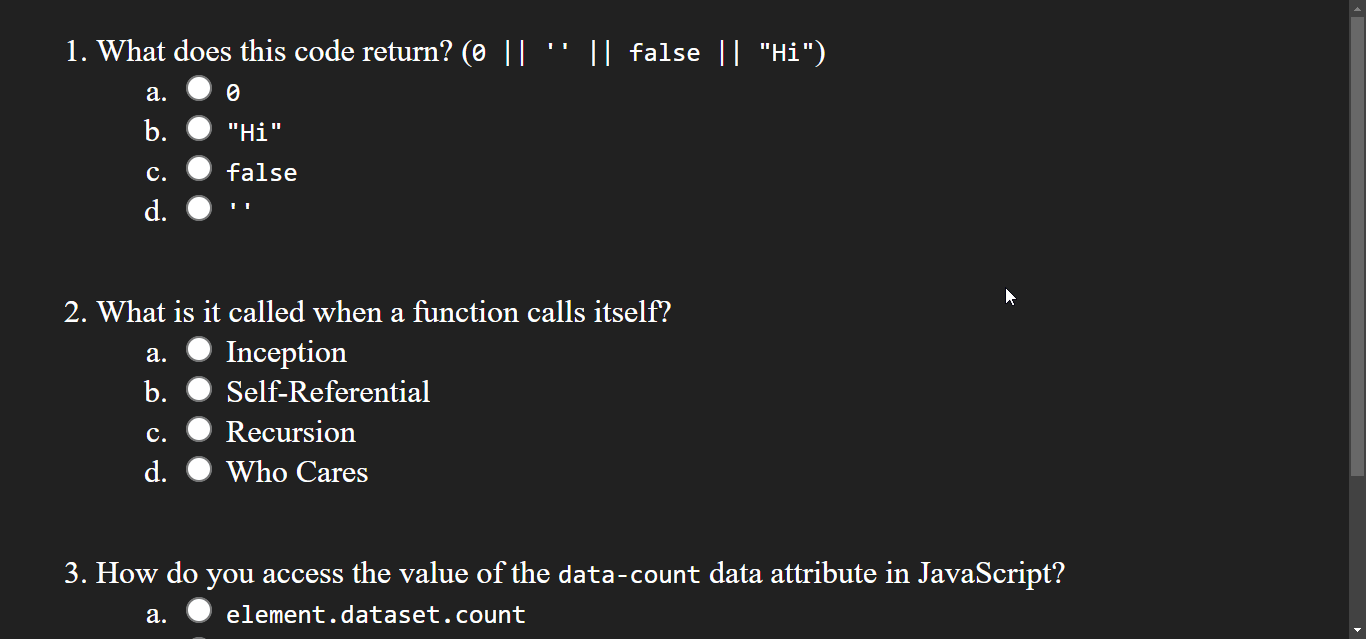 1. What does this code return? (0 || '' || false || "Hi")
a. 0
b. "Hi"
c. false
d. ''
2. What is it called when a function calls itself?
a. Inception
b. Self-Referential
c. Recursion
d. Who Cares
3. How do you access the value of the data-count data attribute in JavaScript?
a. element.dataset.count